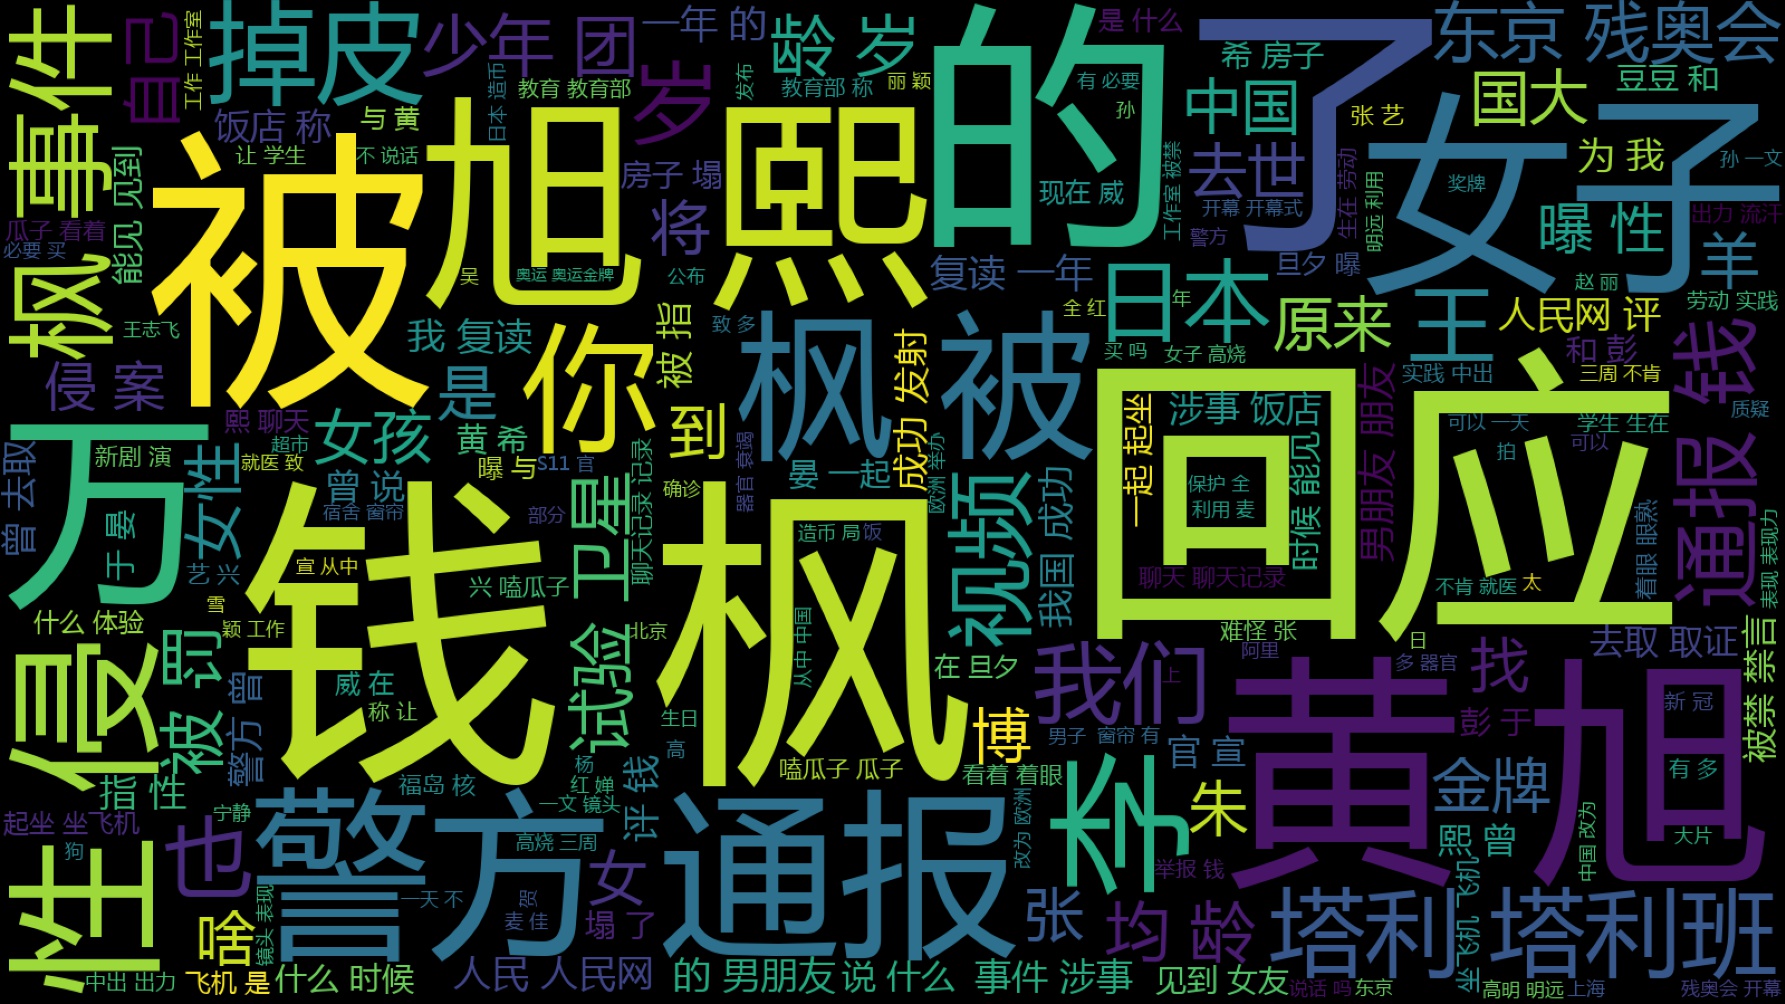 事件
自己
工作 工作室
掉皮
少年 团
一年 的
龄 岁
是 什么
东京 残奥会
希 房子
豆豆 和
国大
中国
的
了
女子
被
旭 熙
岁
发布
教育 教育部
教育部 称
日本 造币
丽 颖
有 必要
孙
张 艺
为 我
孙 一文
饭店 称
与 黄
让 学生
不 说话
房子 塌
将
现在 威
去世
工作室 被禁
开幕 开幕式
生在 劳动
明远 利用
奖牌
曝 性
出力 流汗
羊
瓜子 看着
必要 买
能见 见到
枫
王志飞
吴
奥运 奥运金牌
公布
复读 一年
警方
旦夕 曝
赵 丽
劳动 实践
我 复读
你
被 指
致 多
枫 被
成功 发射
全 红
日本
年
买 吗
女子 高烧
原来
王
人民网 评
和 彭
三周 不肯
实践 中出
钱
侵 案
是
熙 聊天
女孩
超市
黄 希
到
涉事 饭店
一起 起坐
男朋友 朋友
可以 一天
学生 生在
可以
质疑
万
新剧 演
曾 去取
女性
就医 致
曾 说
曝 与
S11 官
确诊
聊天记录 记录
器官 衰竭
晏 一起
欧洲 举办
视频
我国 成功
回应
保护 全
利用 麦
时候 能见
拍
通报
着眼 眼熟
表现 表现力
于 晏
宿舍 窗帘
部分
卫星
造币 局
饭
艺 兴
宣 从中
兴 嗑瓜子
钱 枫
从中 中国
聊天 聊天记录
不肯 就医
太
什么 体验
雪
颖 工作
北京
试验
难怪 张
日
去取 取证
侵
被 罚
威 在
称 让
生日
高
在 旦夕
我们
阿里
上
多 器官
找
被禁 禁言
警方 曾
博
男子
窗帘 有
官 宣
黄 旭
彭 于
新 冠
指 性
福岛 核
杨
红 婵
评 钱
嗑瓜子 瓜子
看着 着眼
李
朱
金牌
有 多
起坐 坐飞机
宁静
一文 镜头
改为 欧洲
狗
性
也
警方 通报
高烧 三周
举报 钱
熙 曾
中国 改为
大片
啥
镜头 表现
一天 不
贺
麦 佳
女
塌 了
张
均 龄
塔利 塔利班
坐飞机 飞机
中出 出力
飞机 是
什么 时候
人民 人民网
的 男朋友
说 什么
事件 涉事
见到 女友
说话 吗
东京
高明 明远
上海
残奥会 开幕